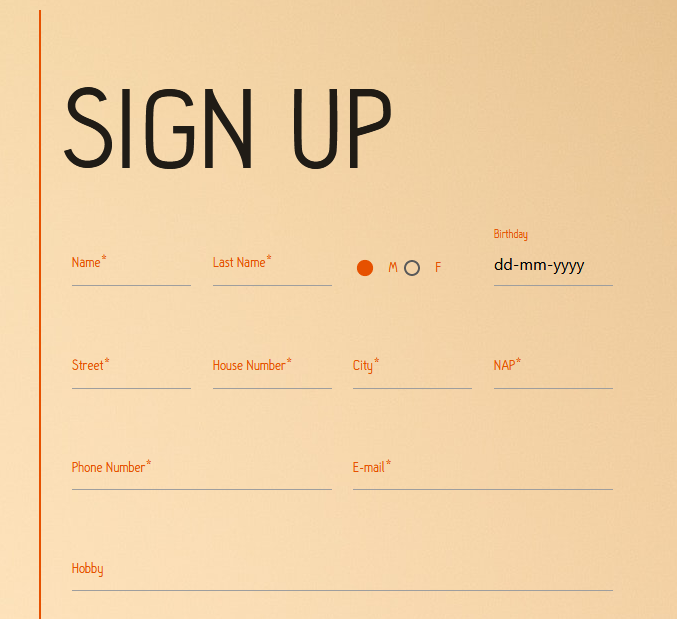 SIGN UP
Birthday
Name* Last Name* M F dd-mm-yyyy
Street* House Number* City* NAP*
Phone Number* E-mail*
Hobby